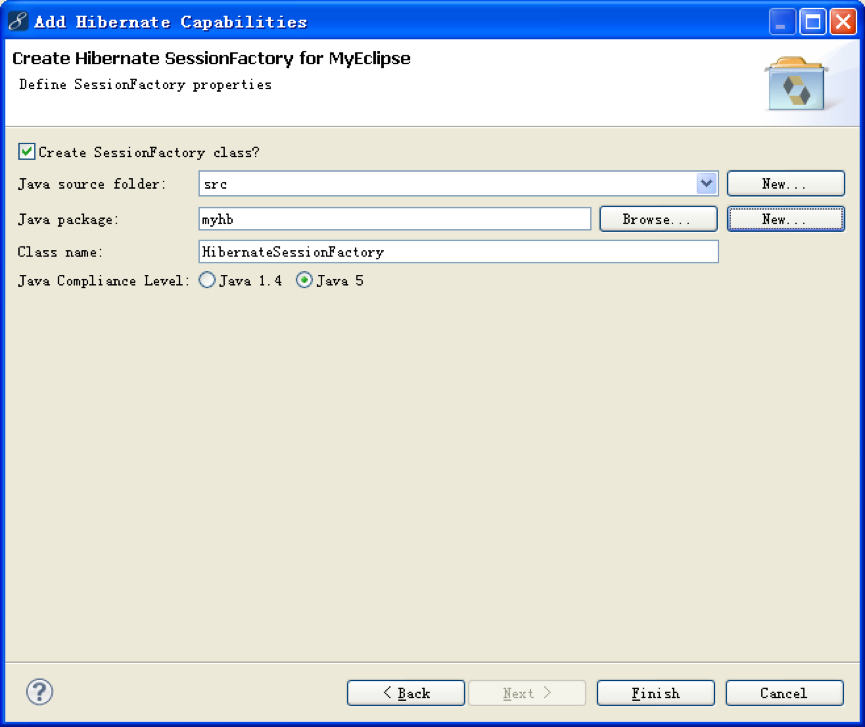 Add Hibernate Capabilities
Create Hibernate SessionFactory for MyEclipse
Define SessionFactory properties
Create SessionFactory class?
Java source folder: src New...
Java package: myhb Browse... New...
Class name: HibernateSessionFactory
Java Compliance Level: Java 1.4 Java 5
? < Back Next > Finish Cancel